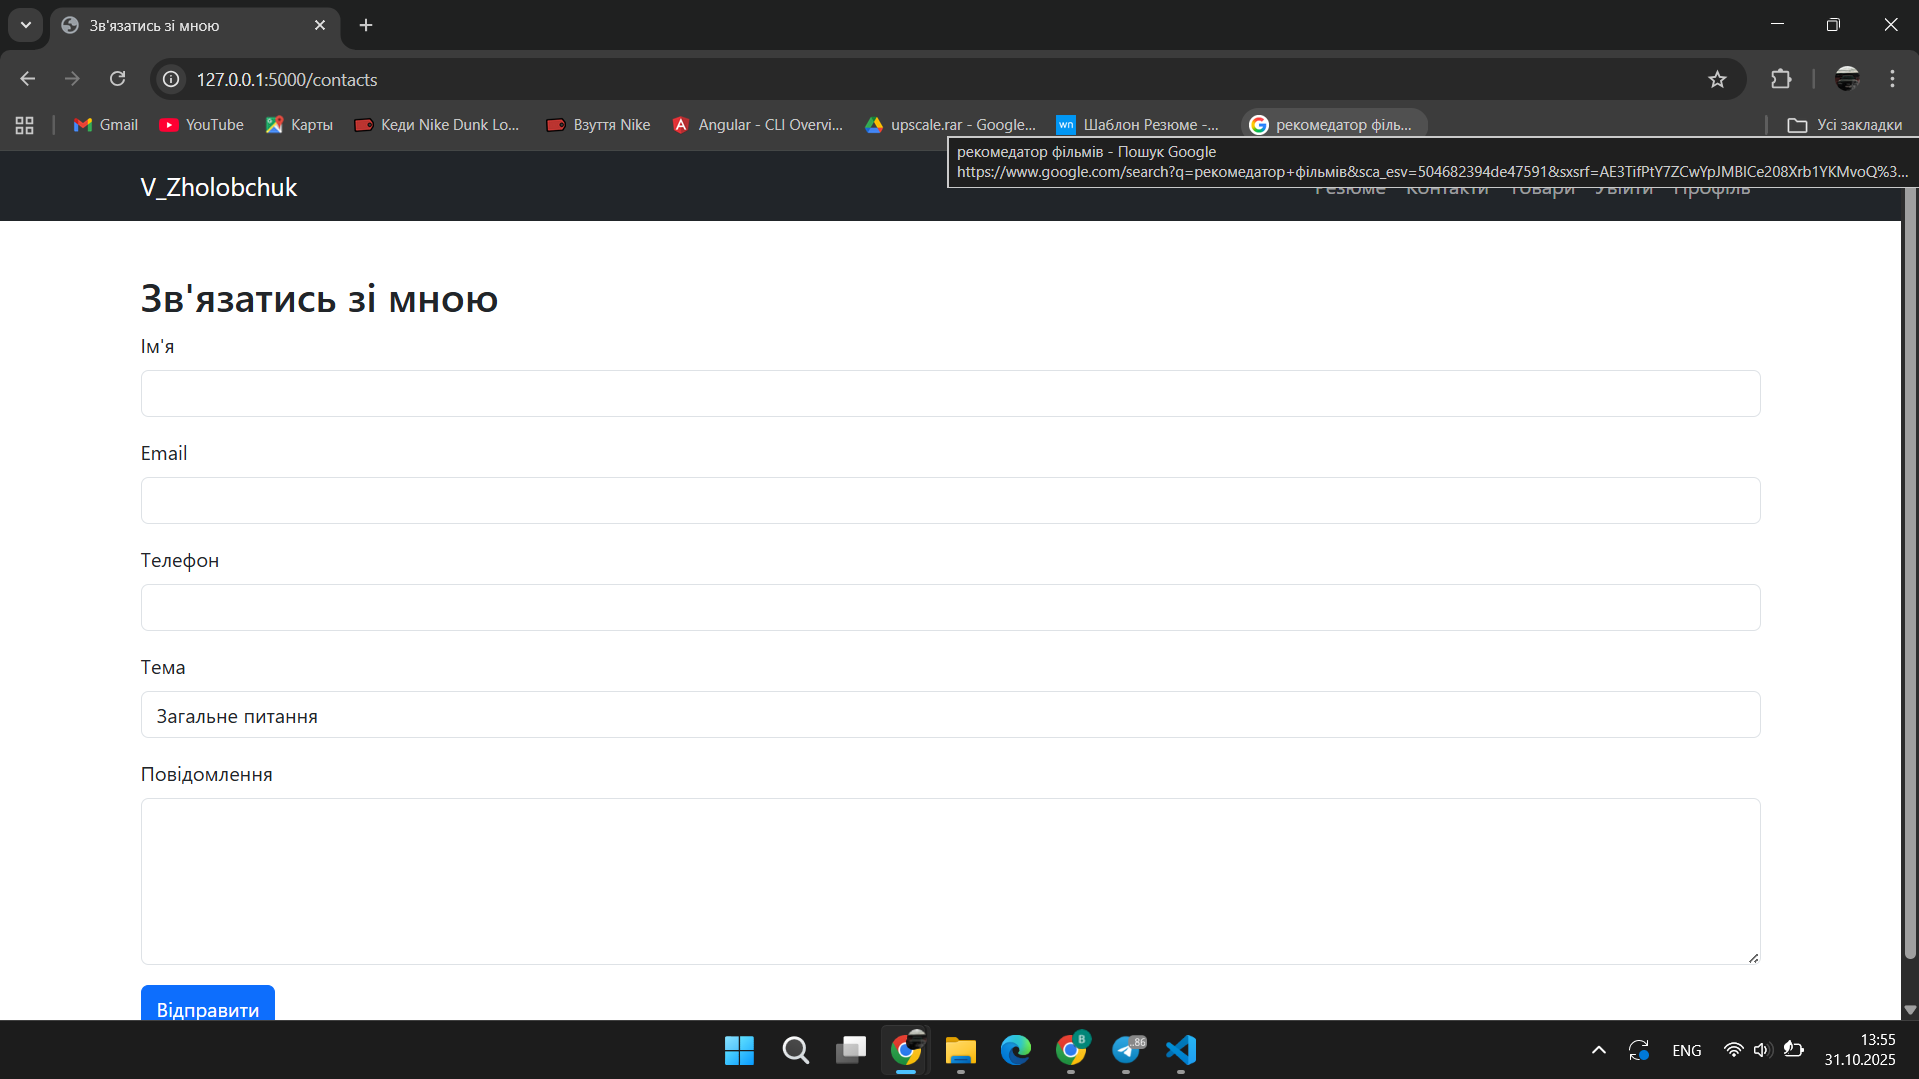 Зв'язатись зі мною
127.0.0.1:5000/contacts
Gmail YouTube Карты Кеди Nike Dunk Lo... Взуття Nike Angular - CLI Overvi... upscale.rar - Google... Шаблон Резюме -... рекомедатор філь... Усі закладки
рекомедатор фільмів - Пошук Google
https://www.google.com/search?q=рекомедатор+фільмів&sca_esv=504682394de47591&sxsrf=AE3TifPtY7ZCwYpJMBICe208Xrb1YKMvoQ%3...
V_Zholobchuk Резюме Контакти Товари Увійти Профіль
Зв'язатись зі мною
Ім'я
Email
Телефон
Тема
Загальне питання
Повідомлення
Відправити
ENG
13:55
31.10.2025